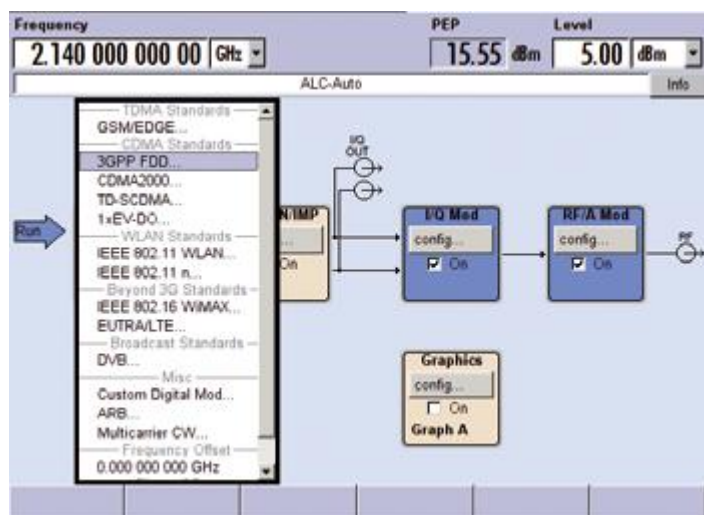 Frequency
PEP
Level
2.140 000 000 00 GHz
15.55 dBm
5.00 dBm
ALC-Auto
Info
TDMA Standards
GSM/EDGE...
CDMA Standards
3GPP FDD...
CDMA2000...
TD-SCDMA...
1xEV-DO...
WLAN Standards
IEEE 802.11 WLAN...
IEEE 802.11 n...
Beyond 3G Standards
IEEE 802.16 WiMAX...
EUTRA/LTE...
Broadcast Standards
DVB...
Misc
Custom Digital Mod...
ARB...
Multicarrier CW...
Frequency Offset
0.000 000 000 GHz
Run
I/Q OUT
N/IMP
...
On
I/Q Mod
config...
On
RF/A Mod
config...
On
RF
Graphics
config...
On
Graph A